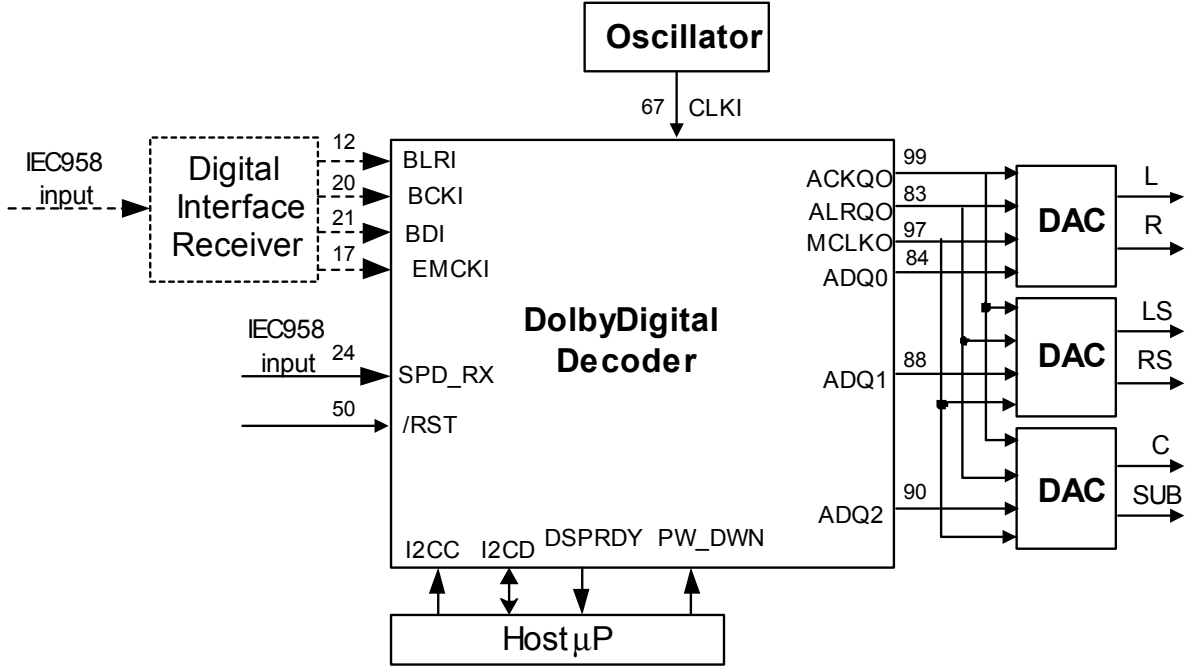 Oscillator
67 CLKI
IEC958
input
Digital
Interface
Receiver
12
20
21
17
BLRI
BCKI
BDI
EMCKI
IEC958
input
24
SPD_RX
50
/RST
DolbyDigital
Decoder
ACKQO
99
ALRQO
83
MCLKO
97
ADQ0
84
ADQ1
88
ADQ2
90
DAC
L
R
DAC
LS
RS
DAC
C
SUB
I2CC
I2CD
DSPRDY
PW_DWN
Host μP